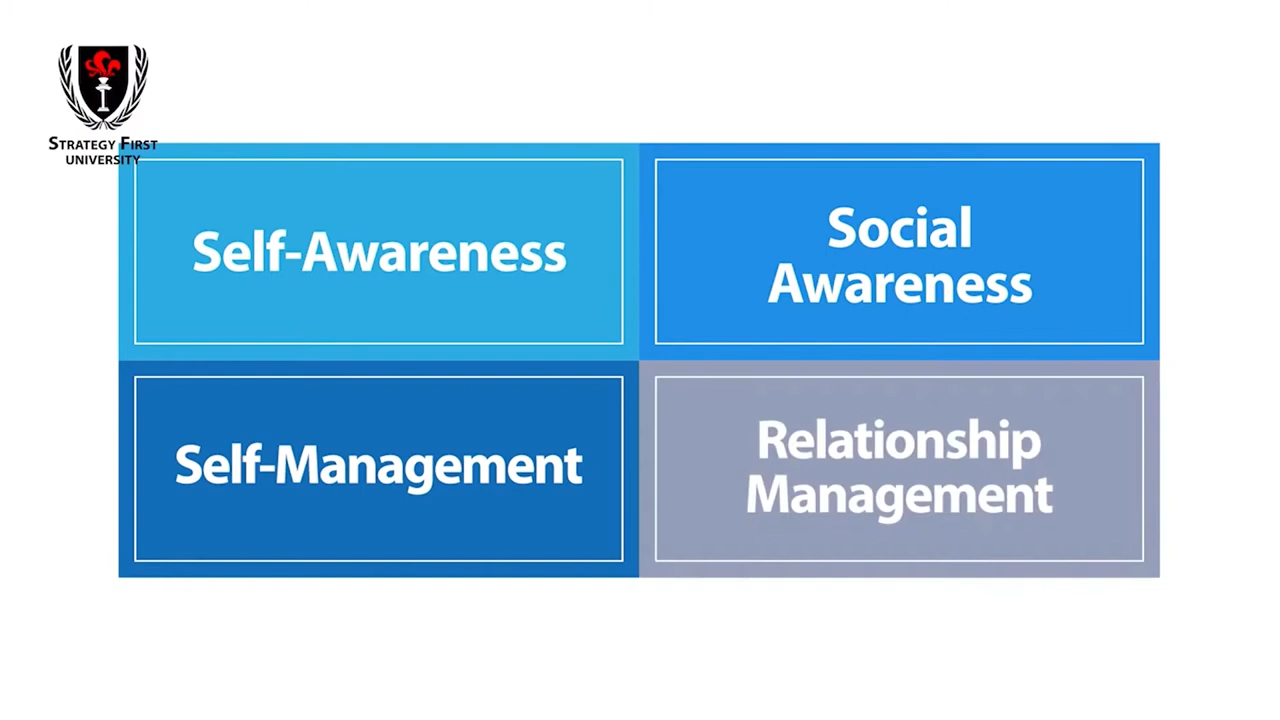 STRATEGY FIRST
UNIVERSITY
Self-Awareness
Social
Awareness
Self-Management
Relationship
Management